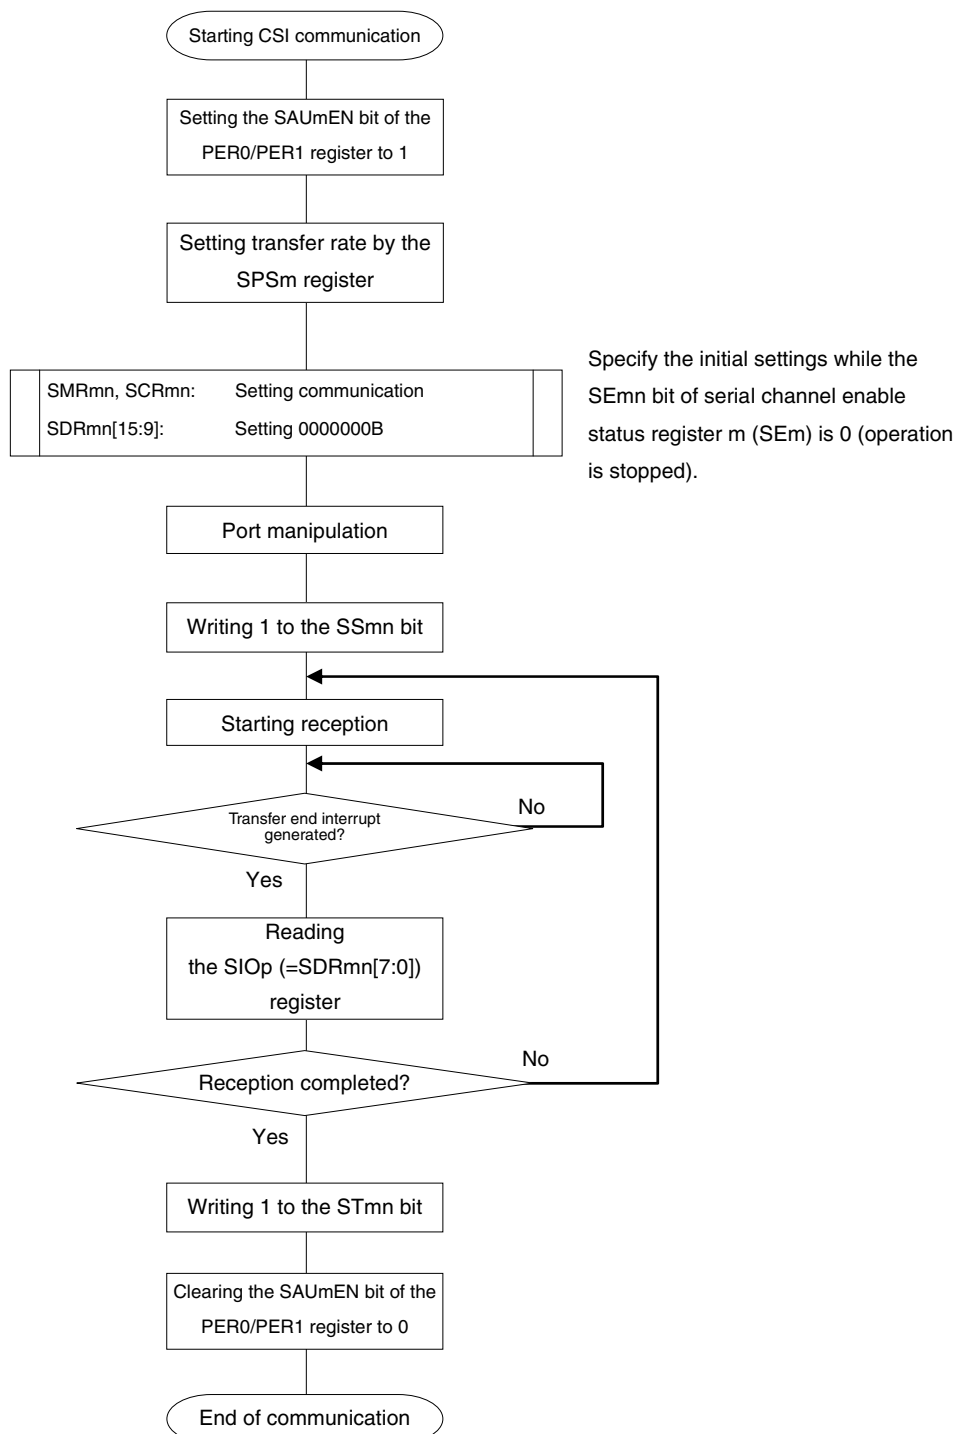 Starting CSI communication
Setting the SAUmEN bit of the
PER0/PER1 register to 1
Setting transfer rate by the
SPSm register
SMRmn, SCRmn: Setting communication
SDRmn[15:9]: Setting 0000000B
Specify the initial settings while the
SEmn bit of serial channel enable
status register m (SEm) is 0 (operation
is stopped).
Port manipulation
Writing 1 to the SSmn bit
Starting reception
Transfer end interrupt
generated?
No
Yes
Reading
the SIOp (=SDRmn[7:0])
register
Reception completed?
No
Yes
Writing 1 to the STmn bit
Clearing the SAUmEN bit of the
PER0/PER1 register to 0
End of communication